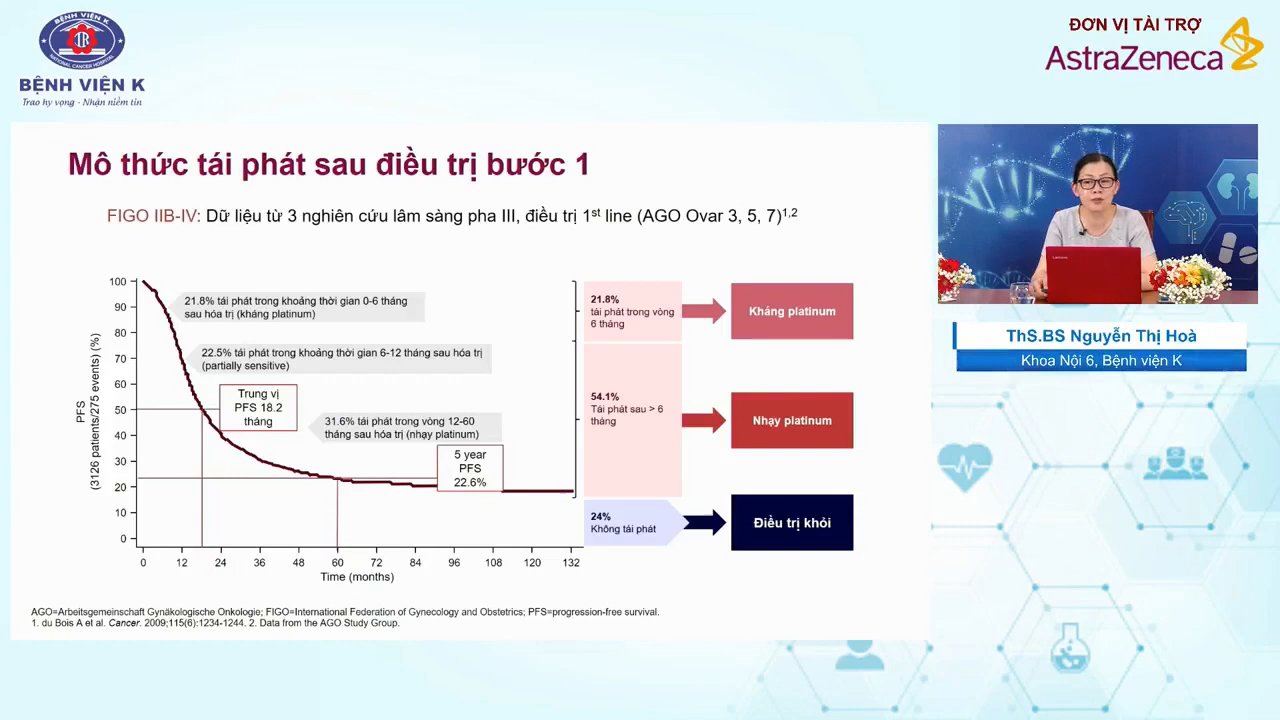 BỆNH VIỆN K
NATIONAL CANCER HOSPITAL
BỆNH VIỆN K
Trao hy vọng - Nhận niềm tin
ĐƠN VỊ TÀI TRỢ
AstraZeneca
Mô thức tái phát sau điều trị bước 1
FIGO IIB-IV: Dữ liệu từ 3 nghiên cứu lâm sàng pha III, điều trị 1st line (AGO Ovar 3, 5, 7)1,2
PFS
(3126 patients/275 events) (%)
100
90
80
70
60
50
40
30
20
10
0
21.8% tái phát trong khoảng thời gian 0-6 tháng
sau hóa trị (kháng platinum)
22.5% tái phát trong khoảng thời gian 6-12 tháng sau hóa trị
(partially sensitive)
Trung vị
PFS 18.2
tháng
31.6% tái phát trong vòng 12-60
tháng sau hóa trị (nhạy platinum)
5 year
PFS
22.6%
0 12 24 36 48 60 72 84 96 108 120 132
Time (months)
21.8%
tái phát trong vòng
6 tháng
Kháng platinum
54.1%
Tái phát sau > 6
tháng
Nhạy platinum
24%
Không tái phát
Điều trị khỏi
AGO=Arbeitsgemeinschaft Gynäkologische Onkologie; FIGO=International Federation of Gynecology and Obstetrics; PFS=progression-free survival.
1. du Bois A et al. Cancer. 2009;115(6):1234-1244. 2. Data from the AGO Study Group.
Lenovo
ThS.BS Nguyễn Thị Hoà
Khoa Nội 6, Bệnh viện K